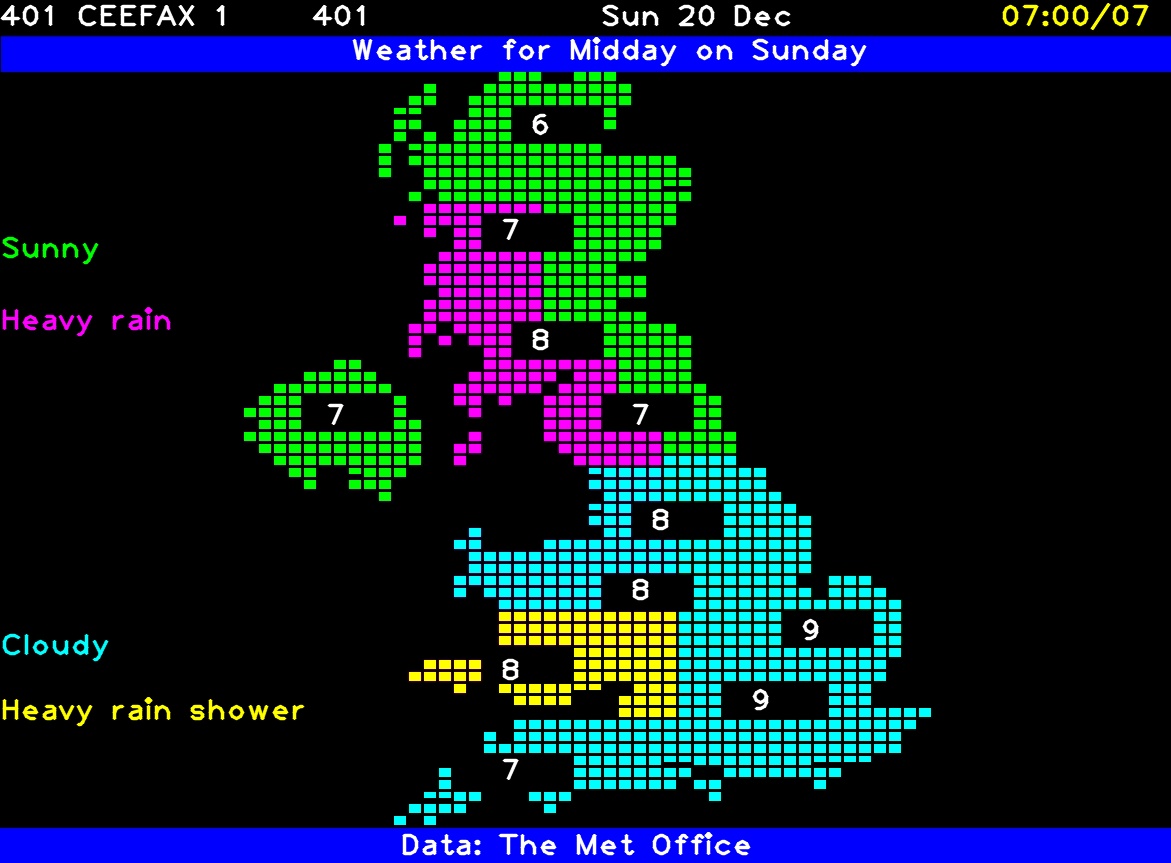 401 CEEFAX 1 401 Sun 20 Dec 07:00/07
Weather for Midday on Sunday
6
7
Sunny
Heavy rain
8
7 7
8
8
9
Cloudy
8
9
Heavy rain shower
7
Data: The Met Office